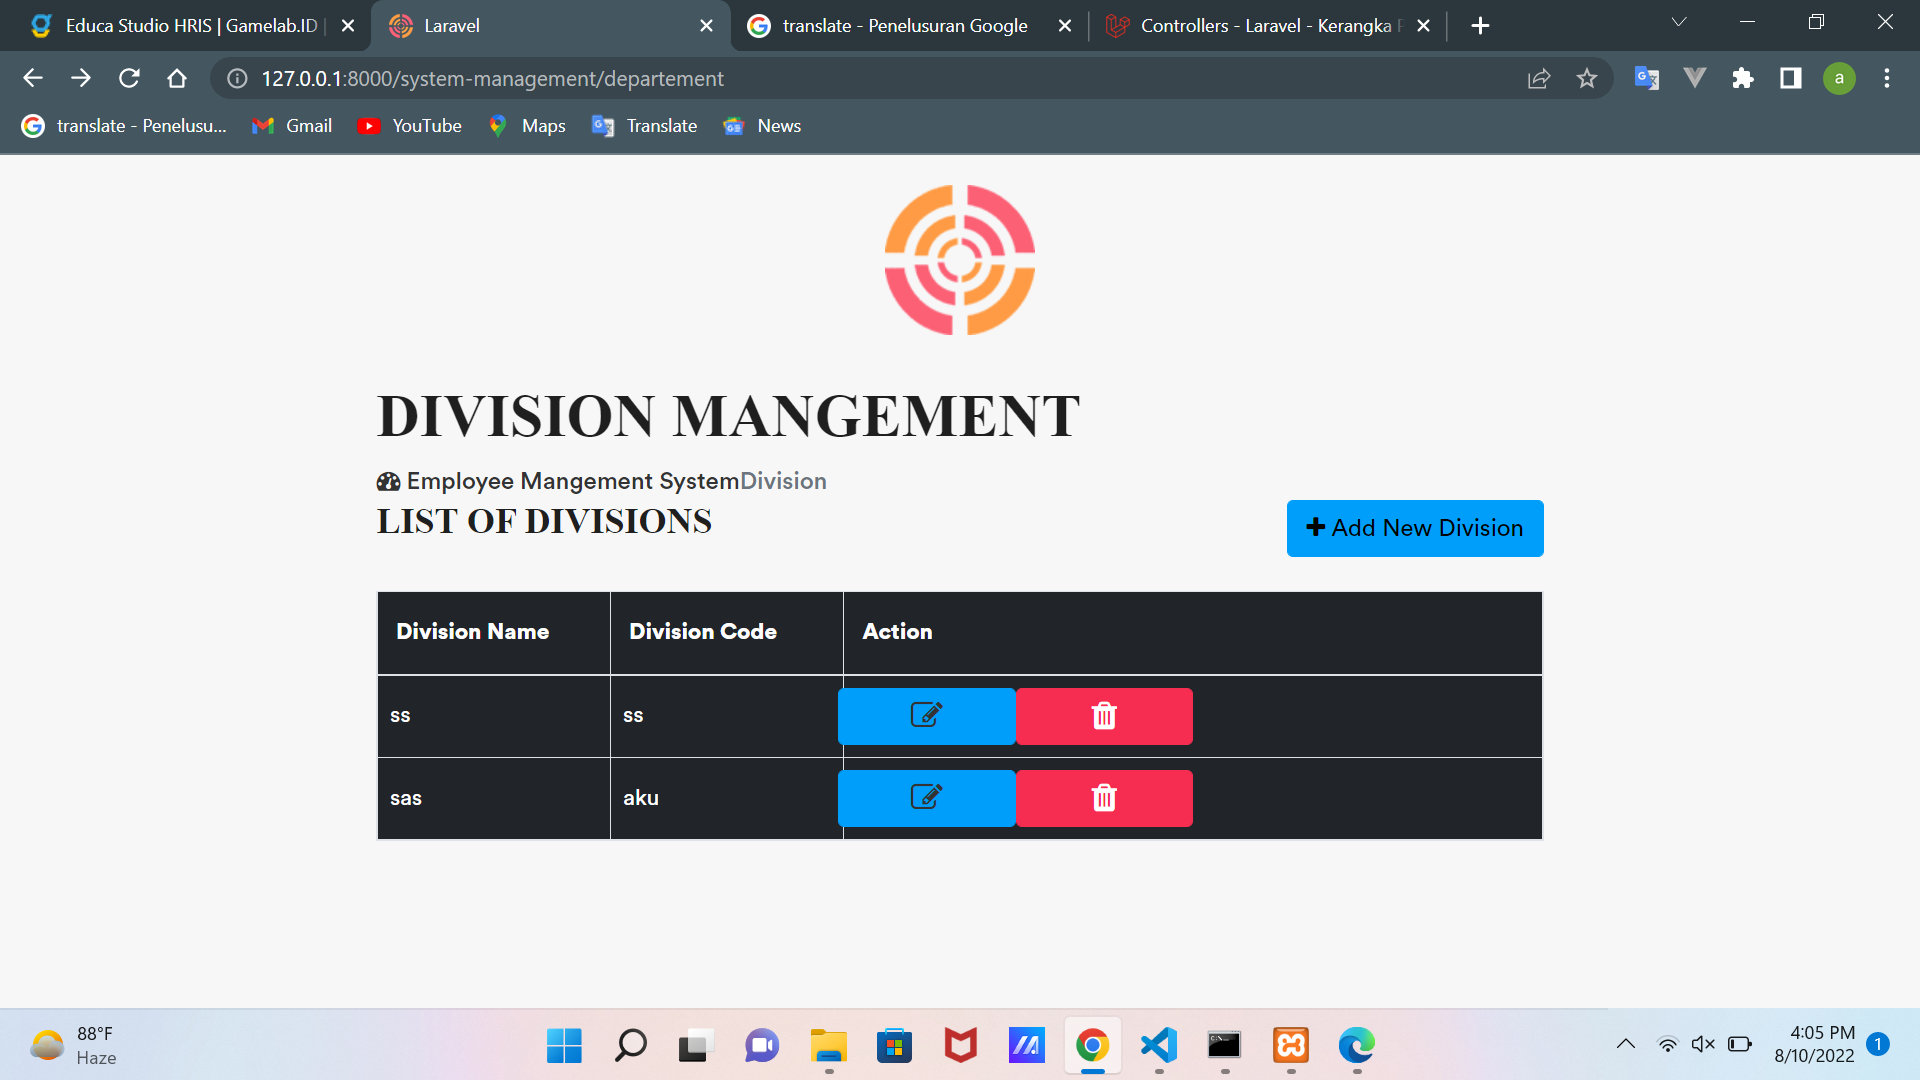 Educa Studio HRIS | Gamelab.ID |
Laravel
translate - Penelusuran Google
Controllers - Laravel - Kerangka P
127.0.0.1:8000/system-management/departement
a
translate - Penelusu...
Gmail
YouTube
Maps
Translate
News
DIVISION MANGEMENT
Employee Mangement SystemDivision
LIST OF DIVISIONS
Add New Division
Division Name
Division Code
Action
ss
ss
sas
aku
88°F
Haze
4:05 PM
8/10/2022
1